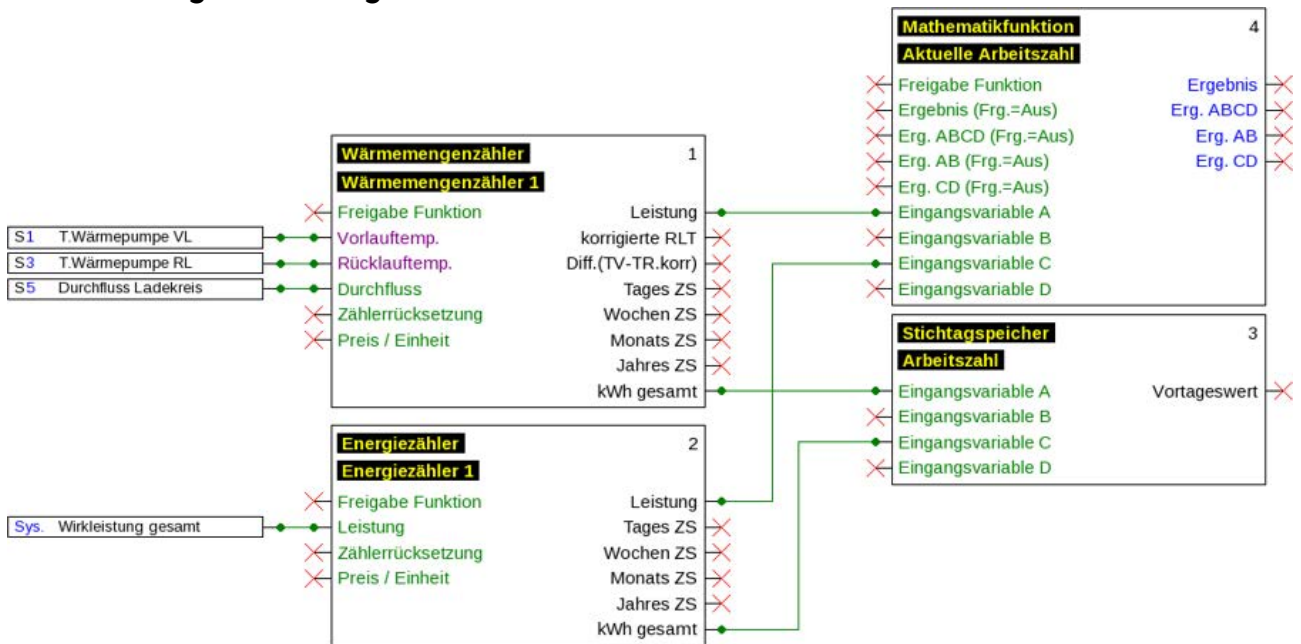 Mathematikfunktion 4
Aktuelle Arbeitszahl
Freigabe Funktion Ergebnis
Ergebnis (Frg.=Aus) Erg. ABCD
Erg. ABCD (Frg.=Aus) Erg. AB
Erg. AB (Frg.=Aus) Erg. CD
Erg. CD (Frg.=Aus)
Eingangsvariable A
Eingangsvariable B
Eingangsvariable C
Eingangsvariable D
Wärmemengenzähler 1
Wärmemengenzähler 1
Freigabe Funktion Leistung
S1 T.Wärmepumpe VL Vorlauftemp. korrigierte RLT
S3 T.Wärmepumpe RL Rücklauftemp. Diff.(TV-TR.korr)
S5 Durchfluss Ladekreis Durchfluss Tages ZS
Zählerrücksetzung Wochen ZS
Preis / Einheit Monats ZS
Jahres ZS
kWh gesamt
Stichtagspeicher 3
Arbeitszahl
Eingangsvariable A Vortageswert
Eingangsvariable B
Eingangsvariable C
Eingangsvariable D
Energiezähler 2
Energiezähler 1
Freigabe Funktion Leistung
Sys. Wirkleistung gesamt Leistung Tages ZS
Zählerrücksetzung Wochen ZS
Preis / Einheit Monats ZS
Jahres ZS
kWh gesamt